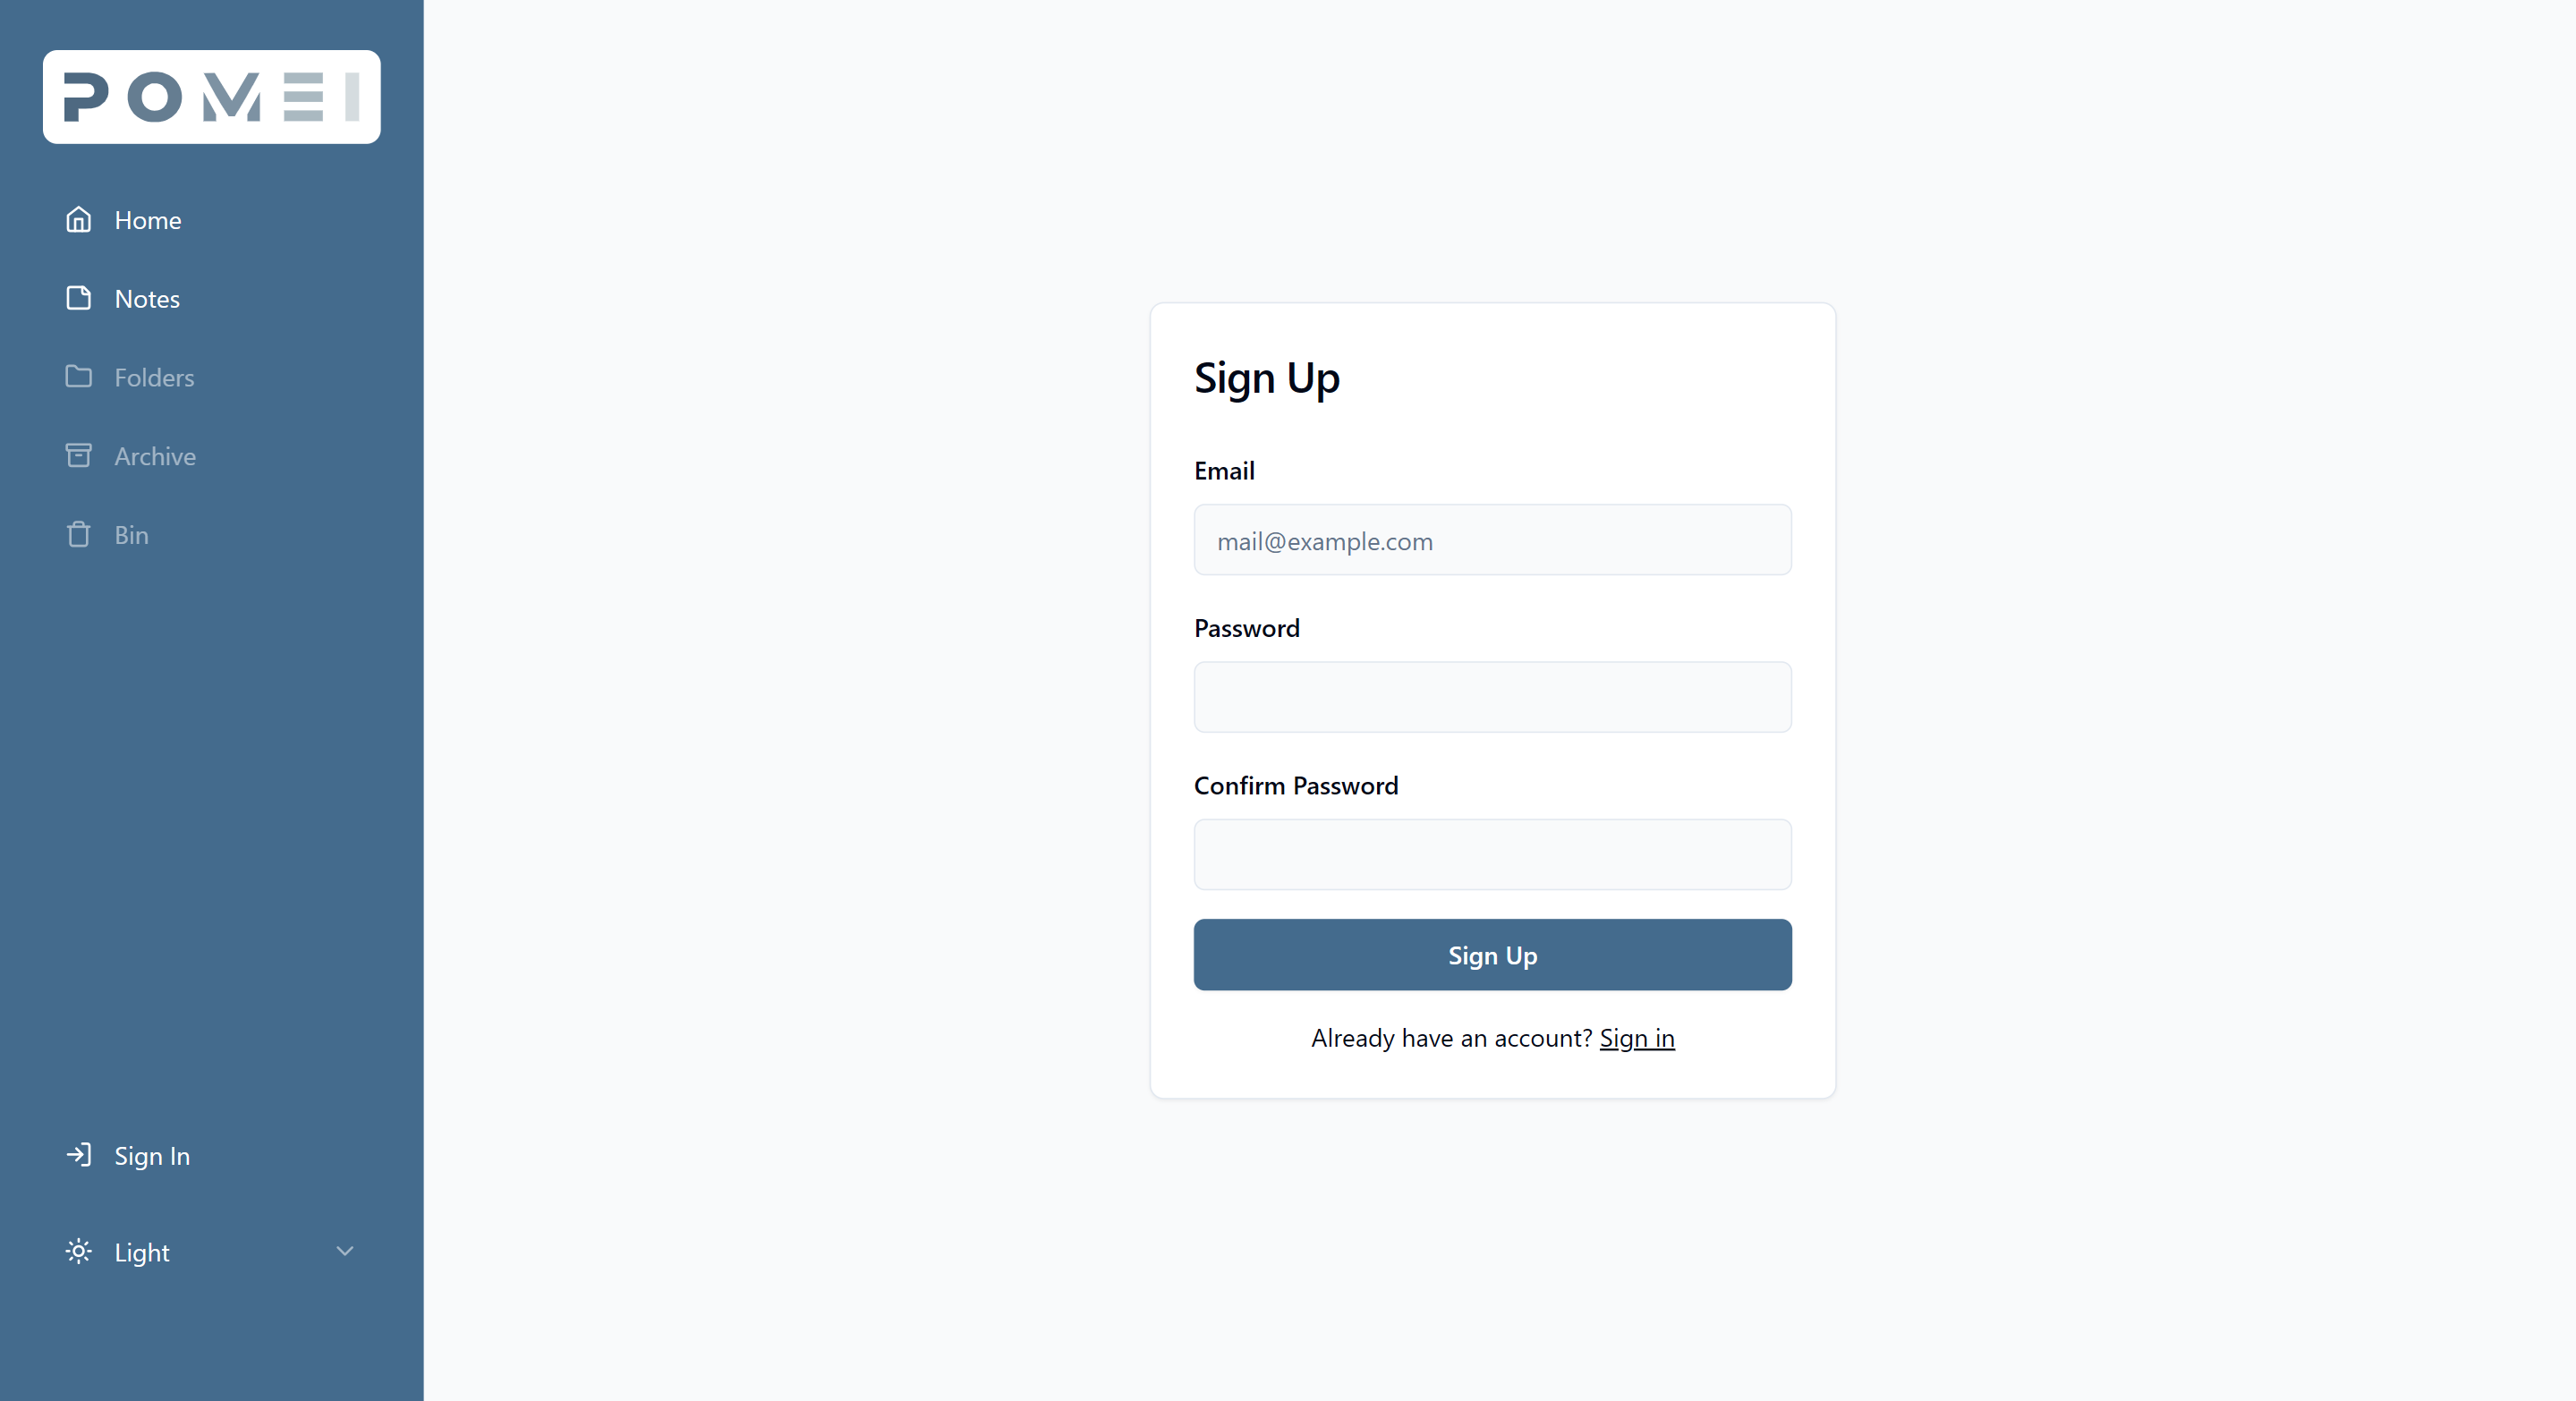 POMEI
Home
Notes
Folders
Archive
Bin
Sign In
Light
Sign Up
Email
mail@example.com
Password
Confirm Password
Sign Up
Already have an account? Sign in